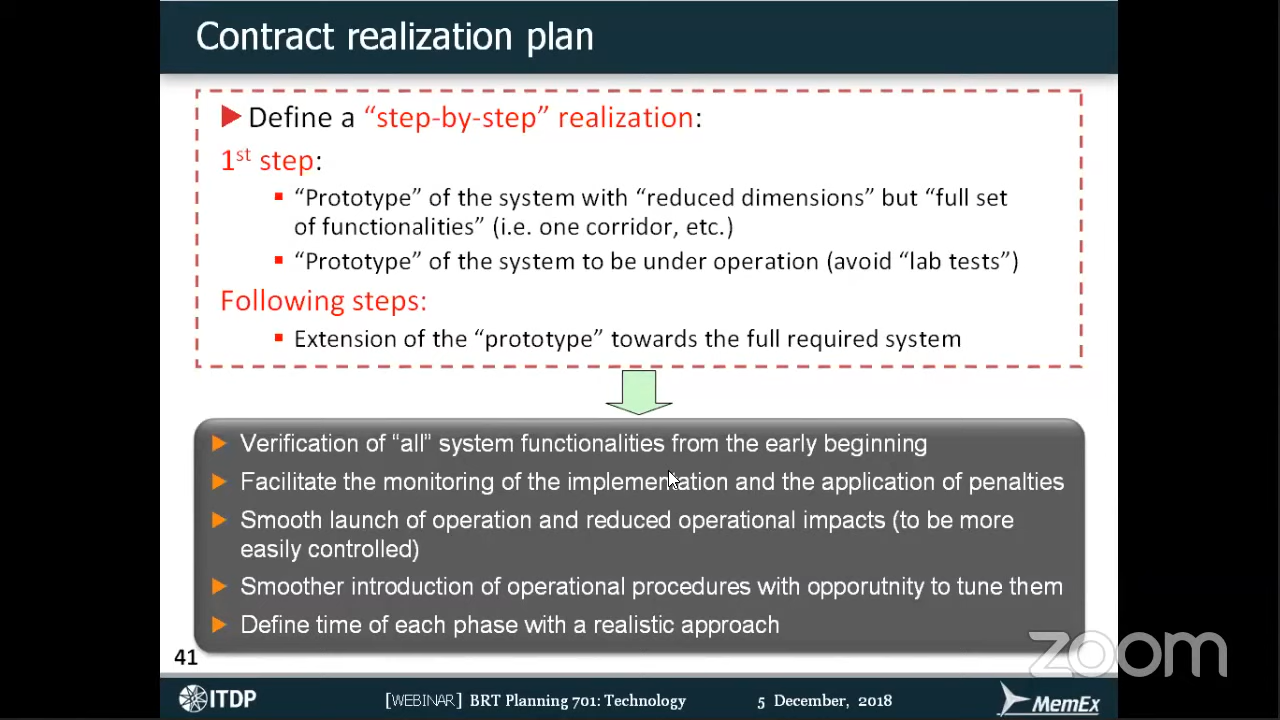 Contract realization plan
Define a “step-by-step” realization:
1st step:
“Prototype” of the system with “reduced dimensions” but “full set
of functionalities” (i.e. one corridor, etc.)
“Prototype” of the system to be under operation (avoid “lab tests”)
Following steps:
Extension of the “prototype” towards the full required system
Verification of “all” system functionalities from the early beginning
Facilitate the monitoring of the implementation and the application of penalties
Smooth launch of operation and reduced operational impacts (to be more
easily controlled)
Smoother introduction of operational procedures with opporutnity to tune them
Define time of each phase with a realistic approach
zoom
41
ITDP
[WEBINAR] BRT Planning 701: Technology
5 December, 2018
MemEx